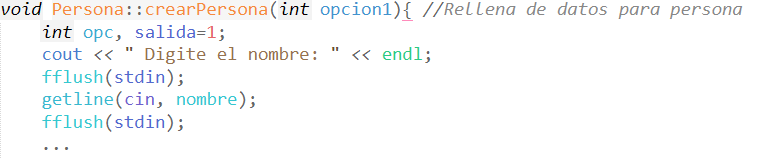 void Persona::crearPersona(int opcion1){ //Rellena de datos para persona
int opc, salida=1;
cout << " Digite el nombre: " << endl;
fflush(stdin);
getline(cin, nombre);
fflush(stdin);
...